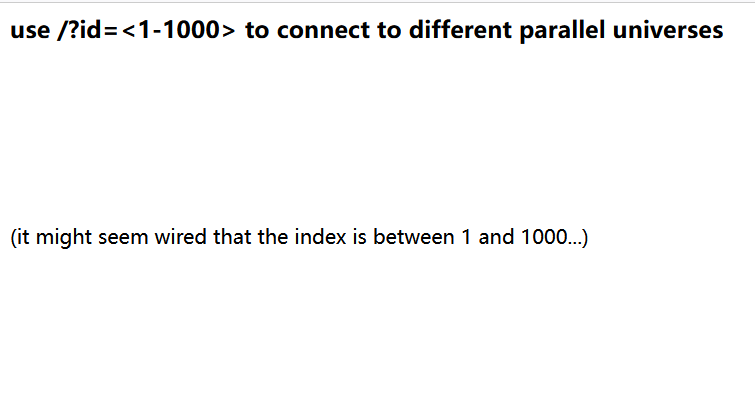 use /?id=<1-1000> to connect to different parallel universes
(it might seem wired that the index is between 1 and 1000...)